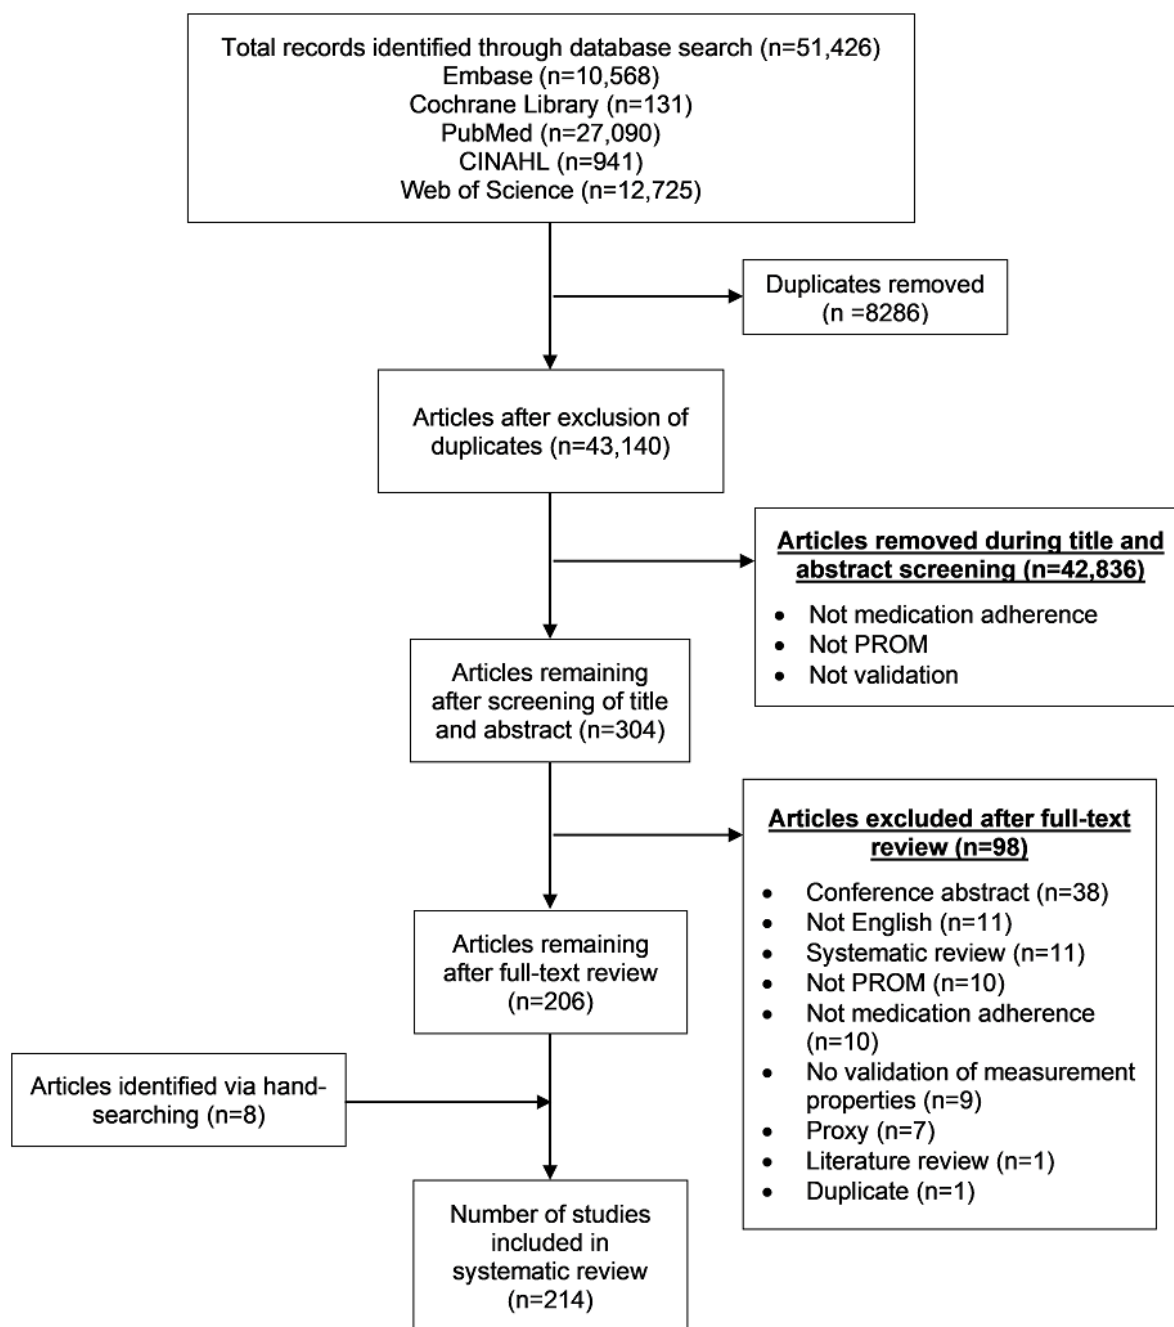 Total records identified through database search (n=51,426)
Embase (n=10,568)
Cochrane Library (n=131)
PubMed (n=27,090)
CINAHL (n=941)
Web of Science (n=12,725)
Duplicates removed
(n =8286)
Articles after exclusion of
duplicates (n=43,140)
Articles removed during title and
abstract screening (n=42,836)
• Not medication adherence
• Not PROM
• Not validation
Articles remaining
after screening of title
and abstract (n=304)
Articles excluded after full-text
review (n=98)
• Conference abstract (n=38)
• Not English (n=11)
• Systematic review (n=11)
• Not PROM (n=10)
• Not medication adherence
(n=10)
• No validation of measurement
properties (n=9)
• Proxy (n=7)
• Literature review (n=1)
• Duplicate (n=1)
Articles remaining
after full-text review
(n=206)
Articles identified via hand-
searching (n=8)
Number of studies
included in
systematic review
(n=214)